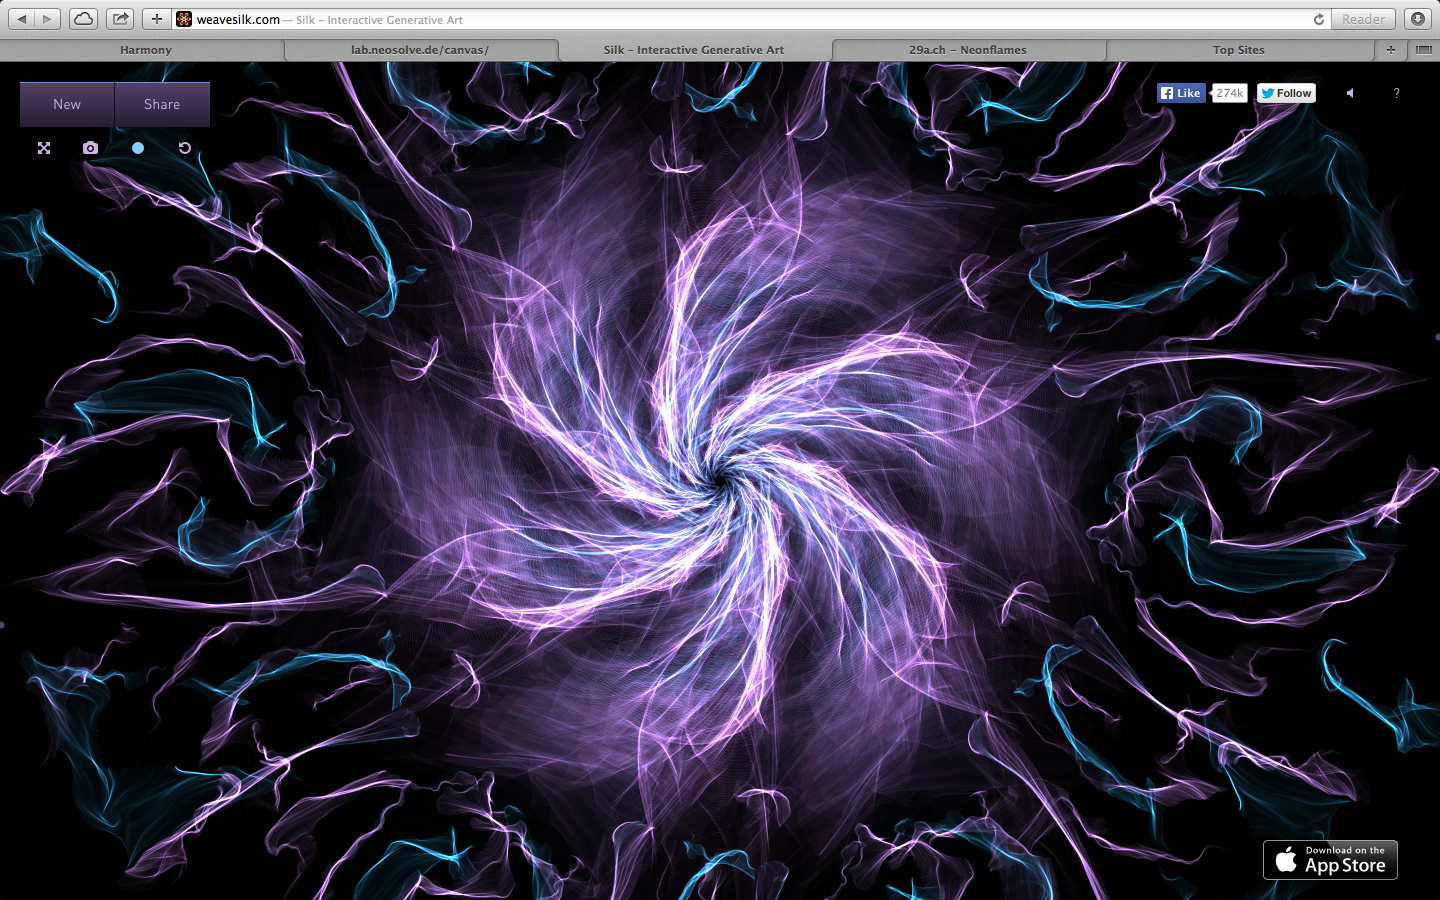 weavesilk.com — Silk – Interactive Generative Art
Reader
Harmony
lab.neosolve.de/canvas/
Silk – Interactive Generative Art
29a.ch – Neonflames
Top Sites
New
Share
Like
274k
Follow
?
Download on the
App Store